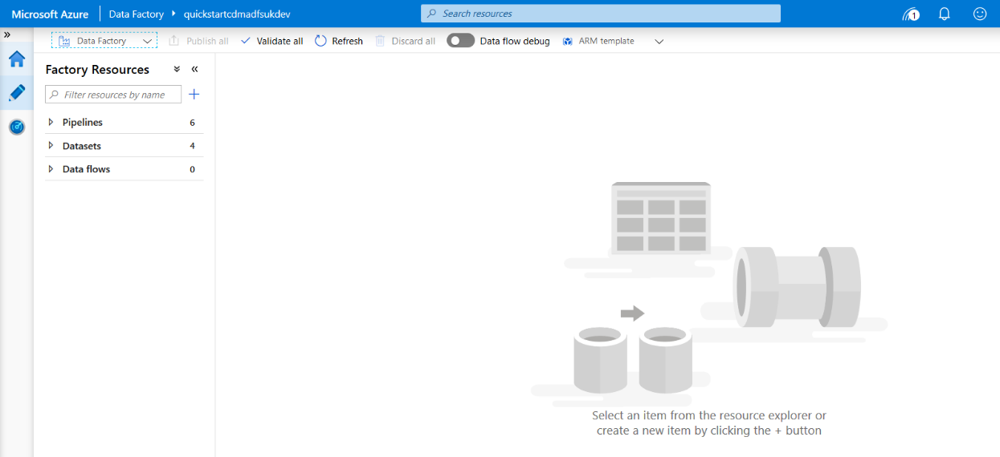 Microsoft Azure Data Factory quickstartcdmadfsukdev Search resources 1
Data Factory Publish all Validate all Refresh Discard all Data flow debug ARM template
Factory Resources
Filter resources by name
Pipelines 6
Datasets 4
Data flows 0
Select an item from the resource explorer or
create a new item by clicking the + button